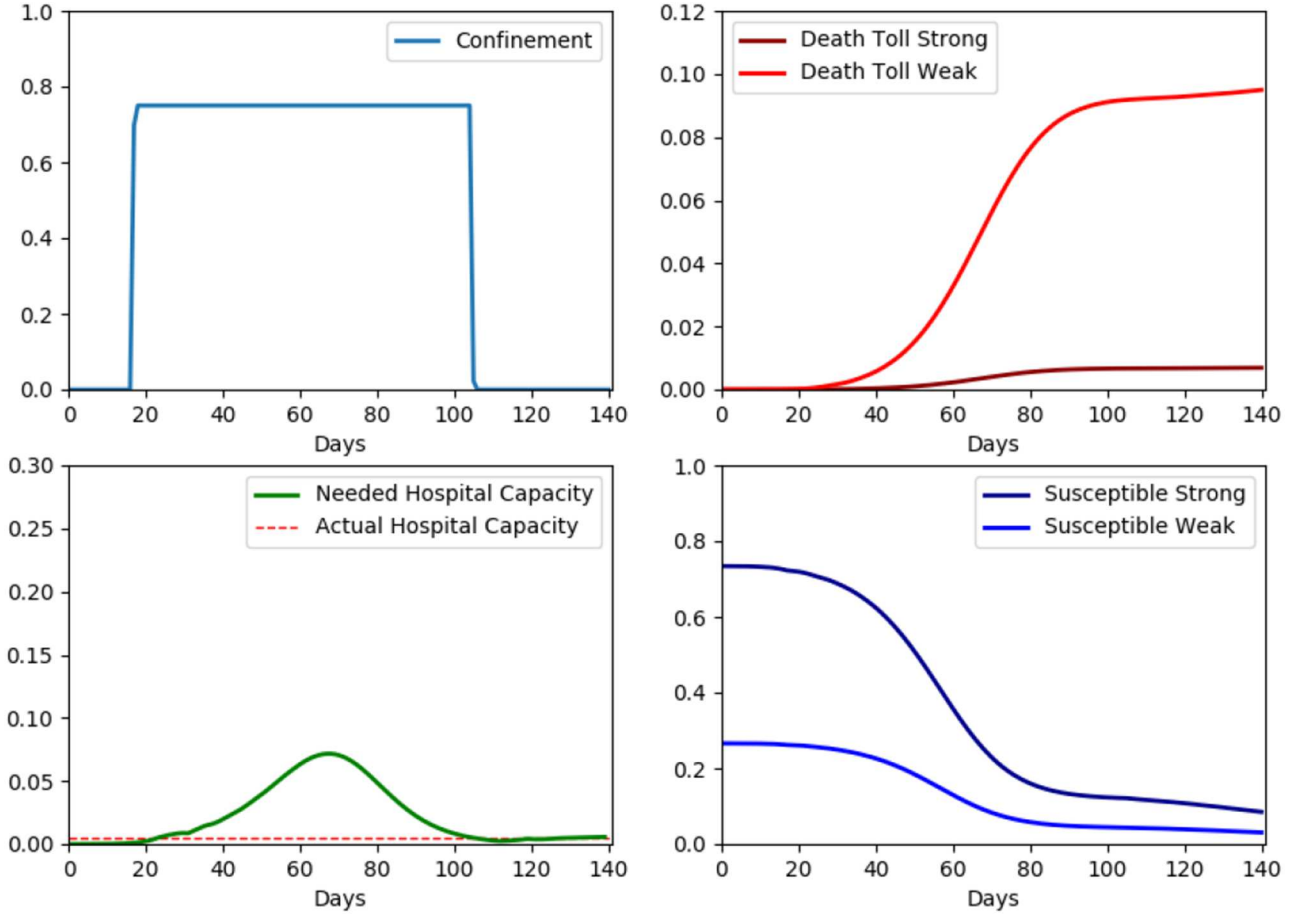 1.0
0.8
0.6
0.4
0.2
0.0
0 20 40 60 80 100 120 140
Days
Confinement
0.12
0.10
0.08
0.06
0.04
0.02
0.00
0 20 40 60 80 100 120 140
Days
Death Toll Strong
Death Toll Weak
0.30
0.25
0.20
0.15
0.10
0.05
0.00
0 20 40 60 80 100 120 140
Days
Needed Hospital Capacity
Actual Hospital Capacity
1.0
0.8
0.6
0.4
0.2
0.0
0 20 40 60 80 100 120 140
Days
Susceptible Strong
Susceptible Weak